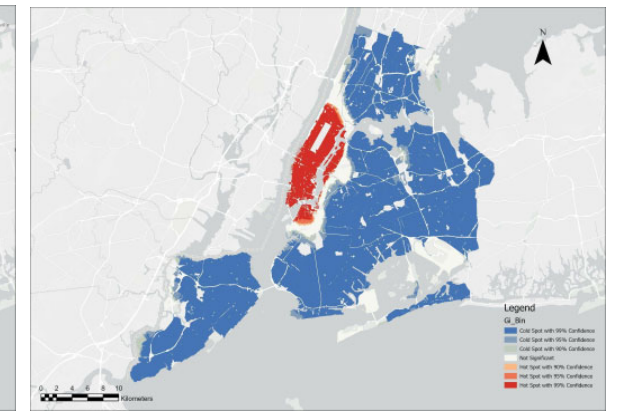 N
Legend
Gi_Bin
Cold Spot with 99% Confidence
Cold Spot with 95% Confidence
Cold Spot with 90% Confidence
Not Significant
Hot Spot with 90% Confidence
Hot Spot with 95% Confidence
Hot Spot with 99% Confidence
0 2 4 6 8 10
Kilometers